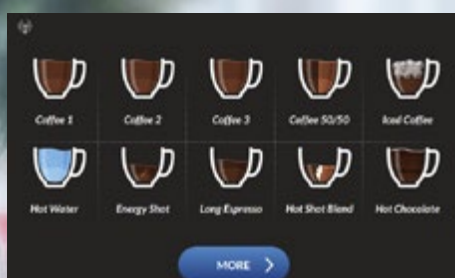 Coffee 1 Coffee 2 Coffee 3 Coffee 50/50 Iced Coffee
Hot Water Energy Shot Long Espresso Hot Shot Blend Hot Chocolate
MORE